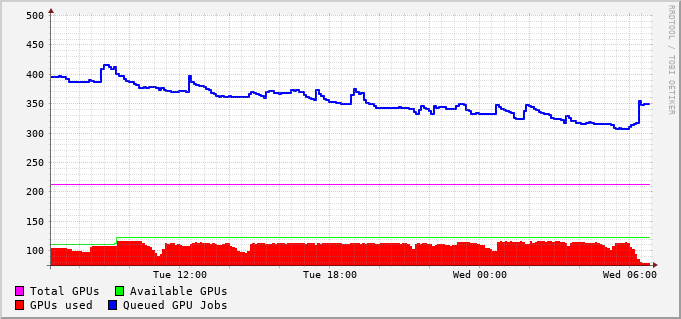 RRDTOOL / TOBI OETIKER
500
450
400
350
300
250
200
150
100
Tue 12:00 Tue 18:00 Wed 00:00 Wed 06:00
Total GPUs Available GPUs
GPUs used Queued GPU Jobs